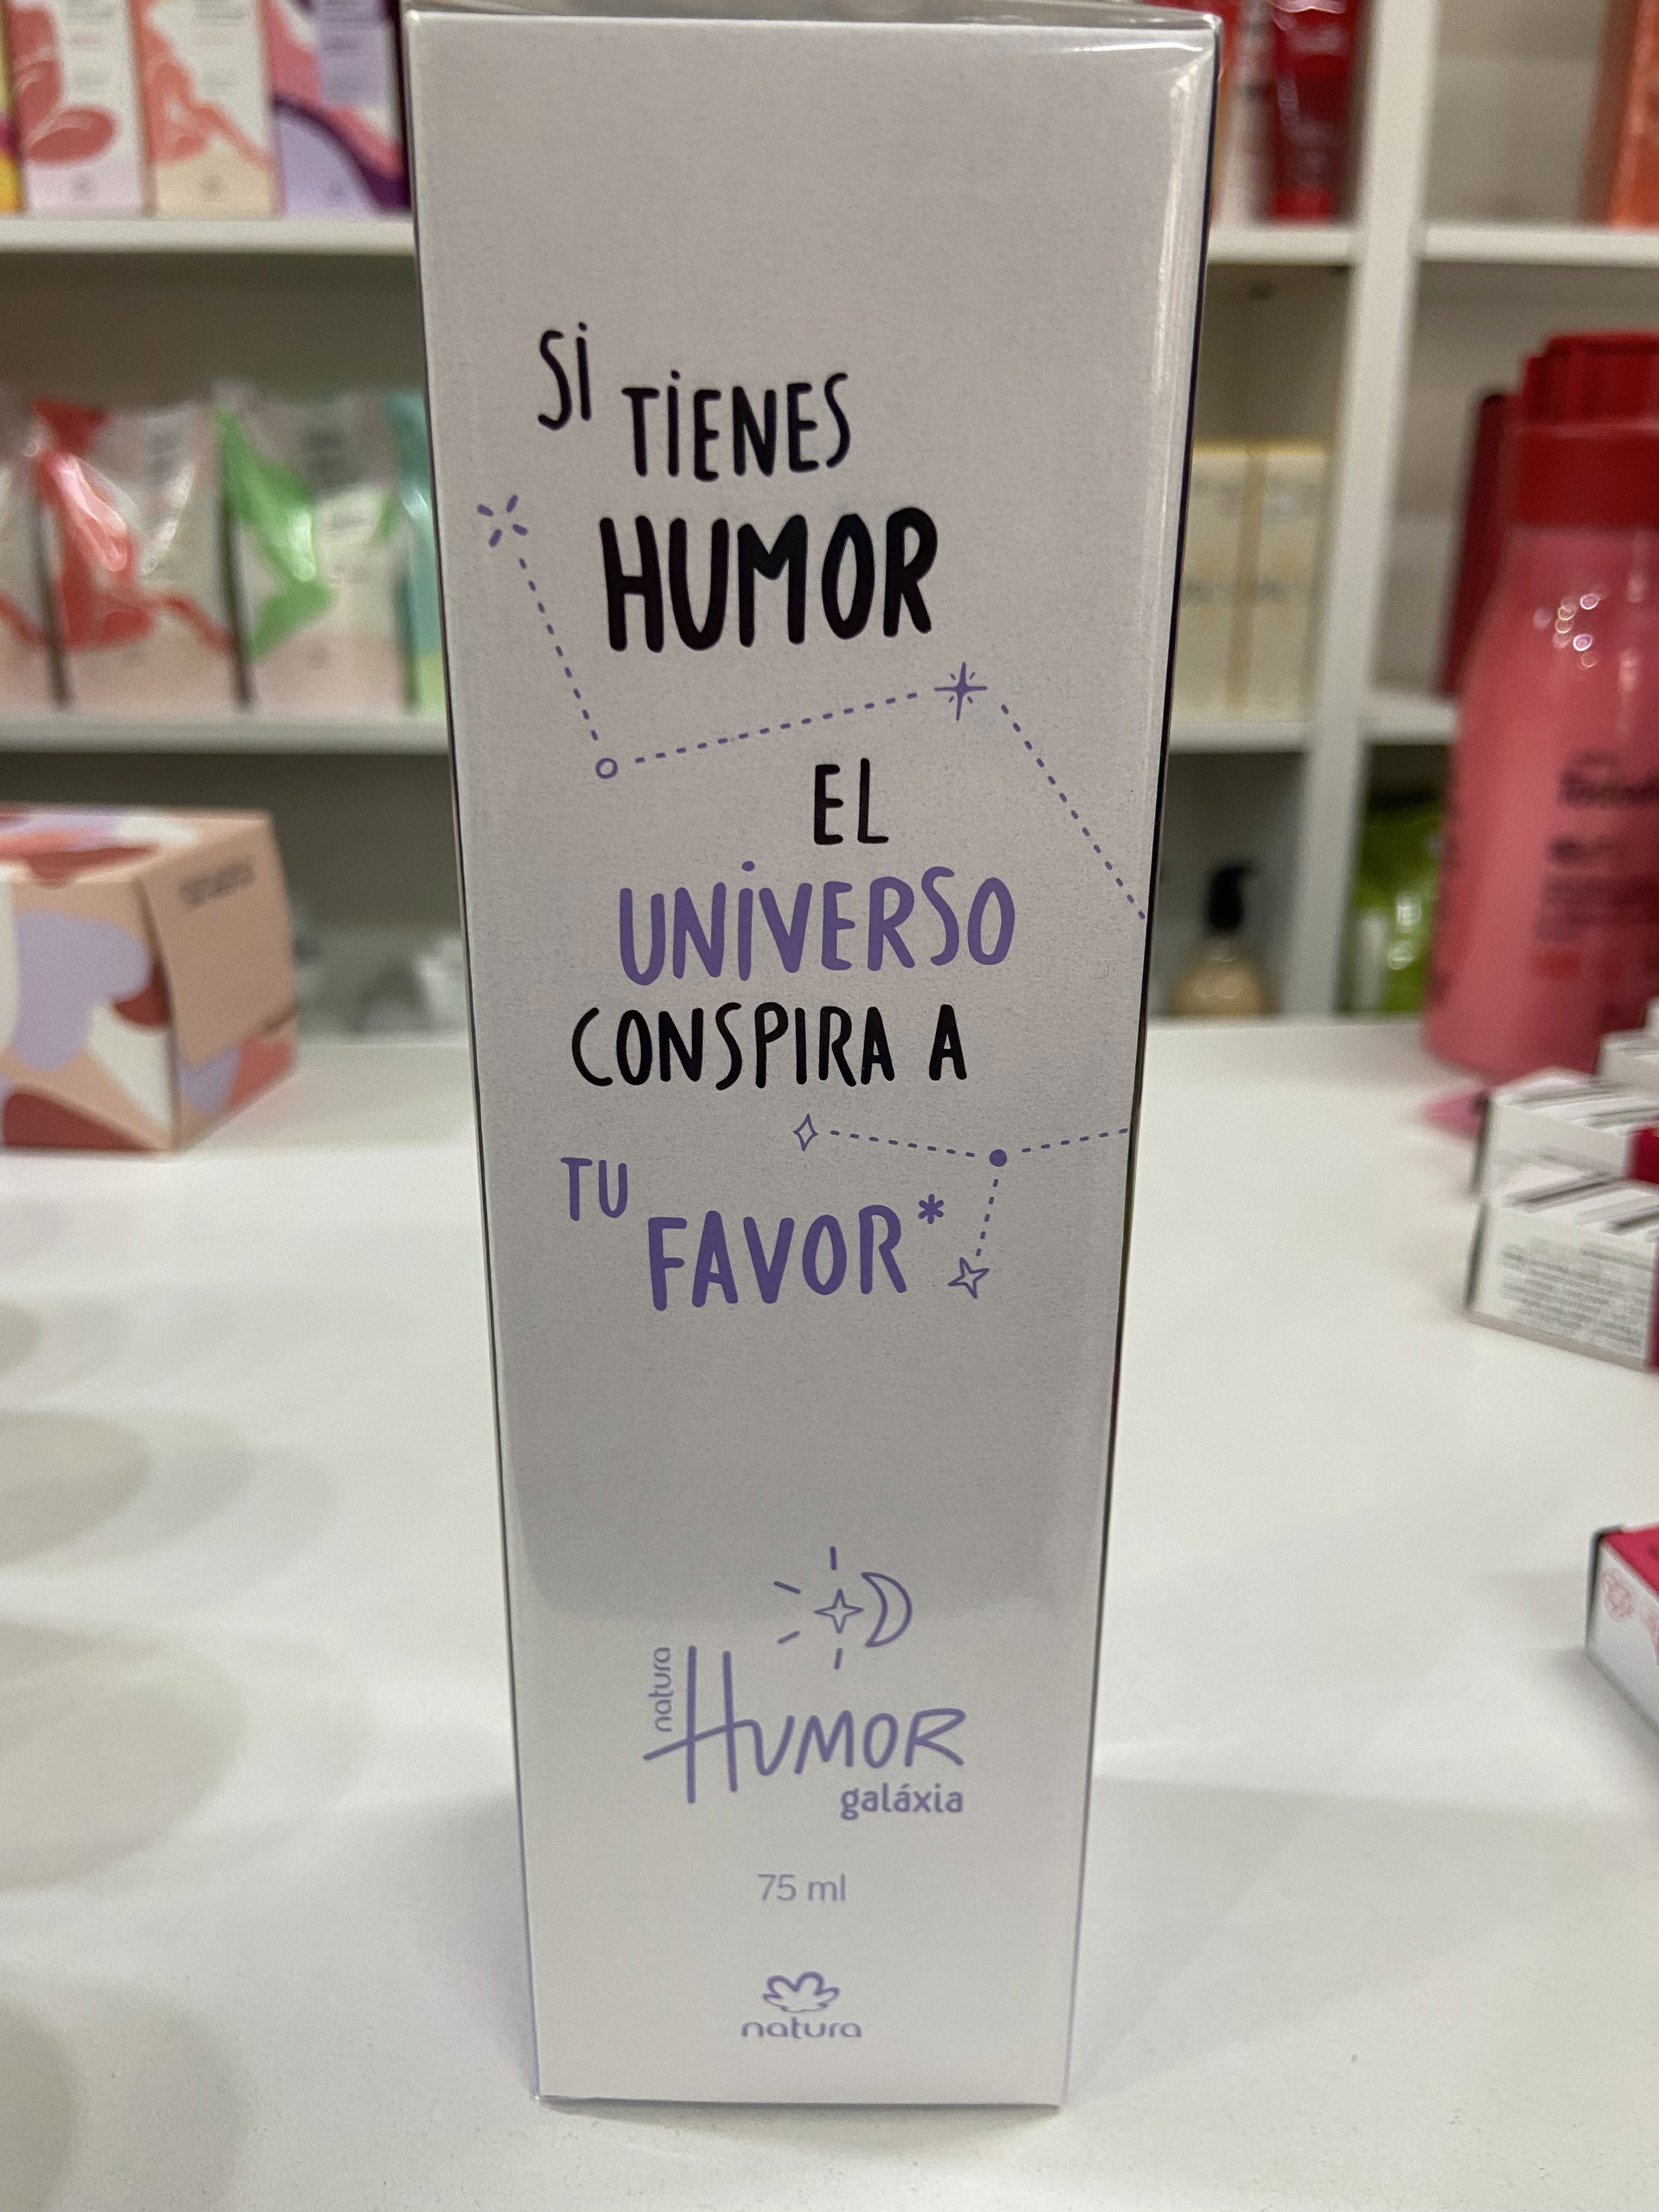 Si
TiENES
HUMOR
EL
UNiVERSO
CONSPIRA A
TU
FAVOR*
natura
HUMOR
galáxia
75 ml
natura